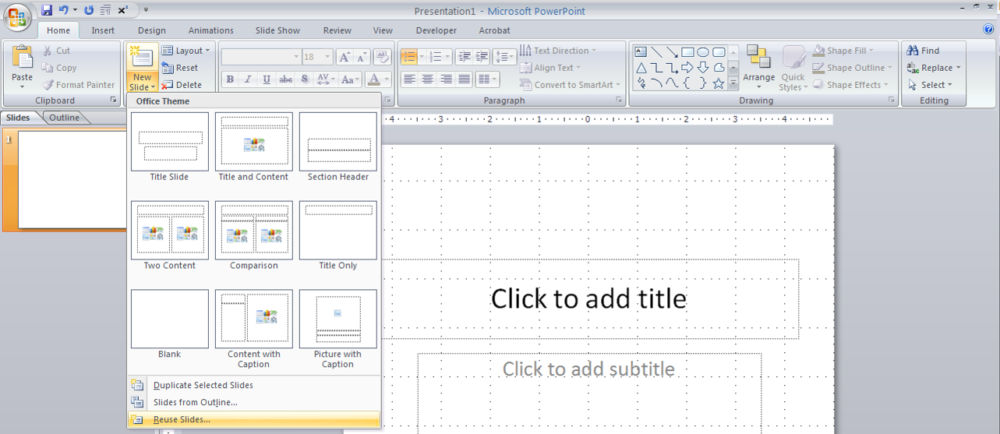 Presentation1 - Microsoft PowerPoint
Home Insert Design Animations Slide Show Review View Developer Acrobat
Paste
Cut
Copy
Format Painter
Clipboard
New Slide
Layout
Reset
Delete
18
B I U abc S AV Aa A
Text Direction
Align Text
Convert to SmartArt
Paragraph
Arrange
Quick Styles
Shape Fill
Shape Outline
Shape Effects
Drawing
Find
Replace
Select
Editing
Slides Outline
1
4 3 2 1 0 1 2 3 4
Office Theme
Title Slide Title and Content Section Header
Two Content Comparison Title Only
Blank Content with Caption Picture with Caption
Duplicate Selected Slides
Slides from Outline...
Reuse Slides...
Click to add title
Click to add subtitle